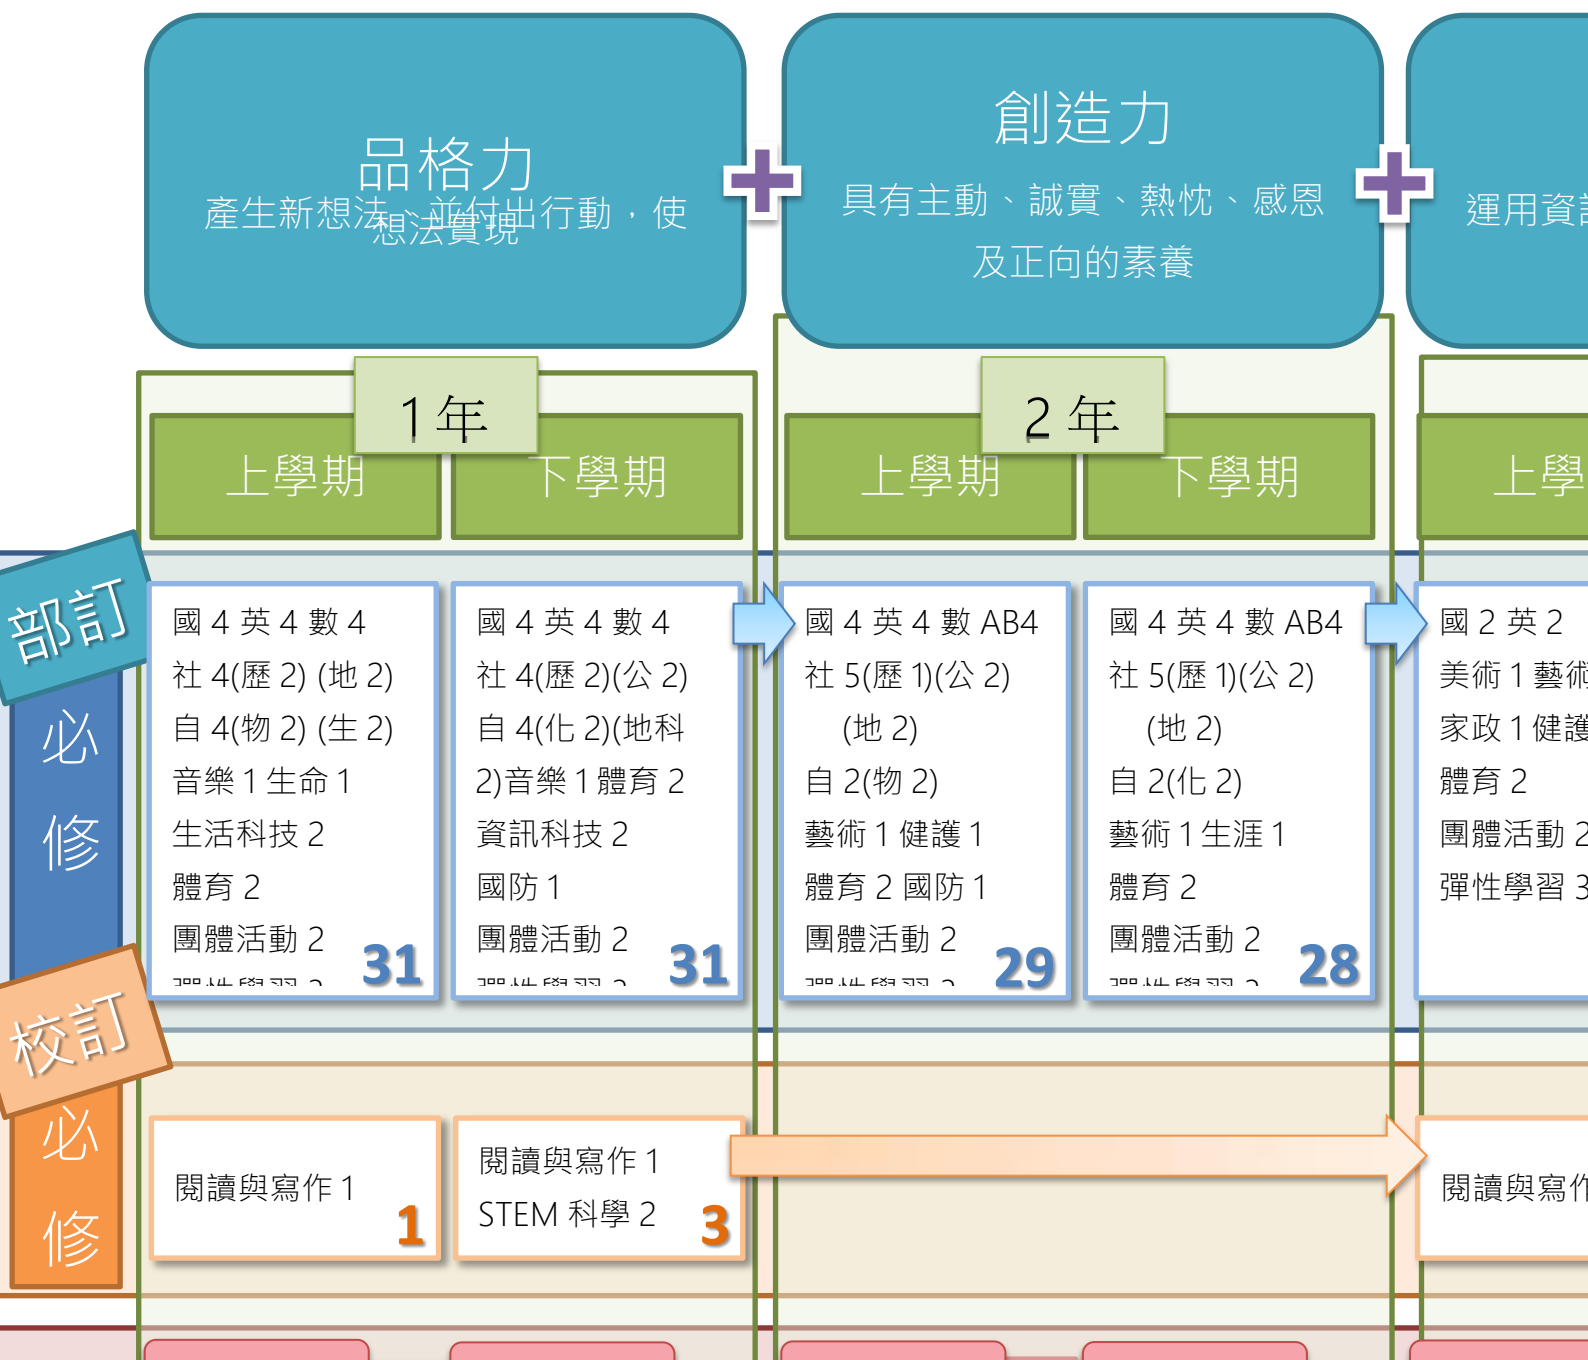 品格力
產生新想法、並付出行動，使
想法實現
創造力
具有主動、誠實、熱忱、感恩
及正向的素養
運用資
1 年
上學期
下學期
2 年
上學期
下學期
上學
部訂
必
修
國 4 英 4 數 4
社 4(歷 2) (地 2)
自 4(物 2) (生 2)
音樂 1 生命 1
生活科技 2
體育 2
團體活動 2
31
國 4 英 4 數 4
社 4(歷 2)(公 2)
自 4(化 2)(地科
2)音樂 1 體育 2
資訊科技 2
國防 1
團體活動 2
31
國 4 英 4 數 AB4
社 5(歷 1)(公 2)
(地 2)
自 2(物 2)
藝術 1 健護 1
體育 2 國防 1
團體活動 2
29
國 4 英 4 數 AB4
社 5(歷 1)(公 2)
(地 2)
自 2(化 2)
藝術 1 生涯 1
體育 2
團體活動 2
28
國 2 英 2
美術 1 藝術
家政 1 健護
體育 2
團體活動 2
彈性學習 3
校訂
必
修
閱讀與寫作 1
1
閱讀與寫作 1
STEM 科學 2
3
閱讀與寫作